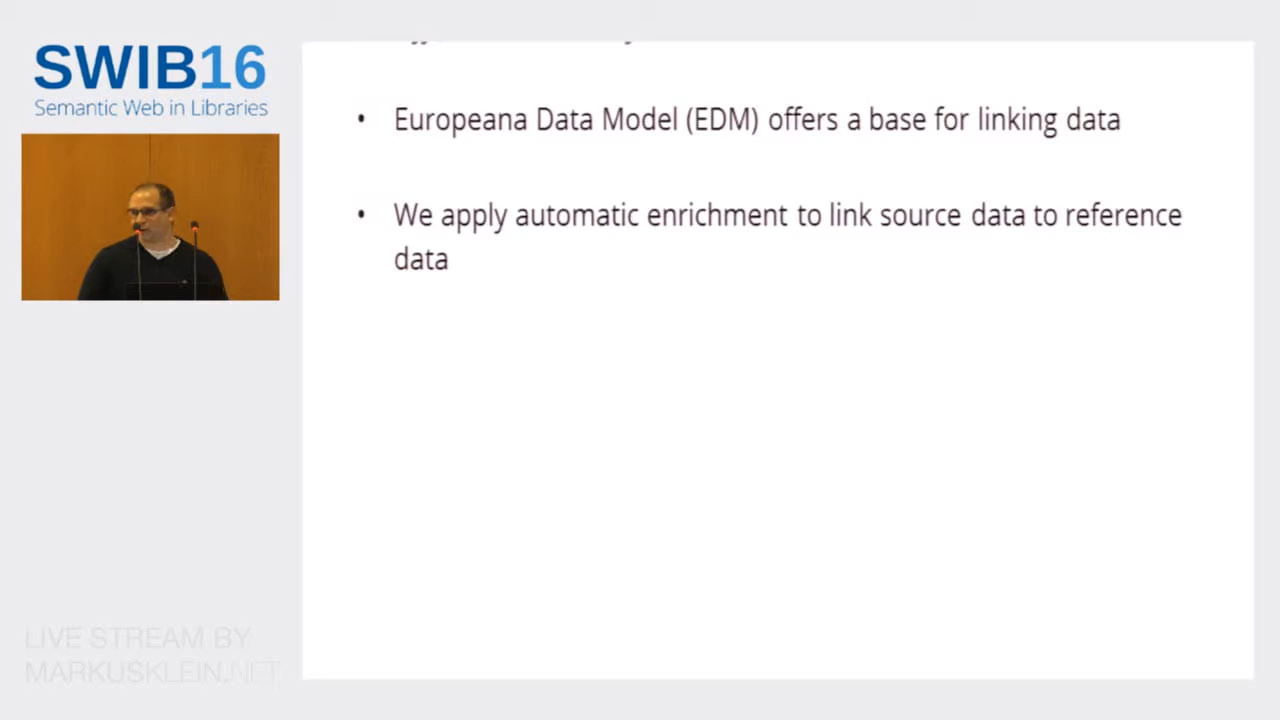 SWIB16
Semantic Web in Libraries
• Europeana Data Model (EDM) offers a base for linking data
• We apply automatic enrichment to link source data to reference
data
LIVE STREAM BY
MARKUSKLEIN.NET